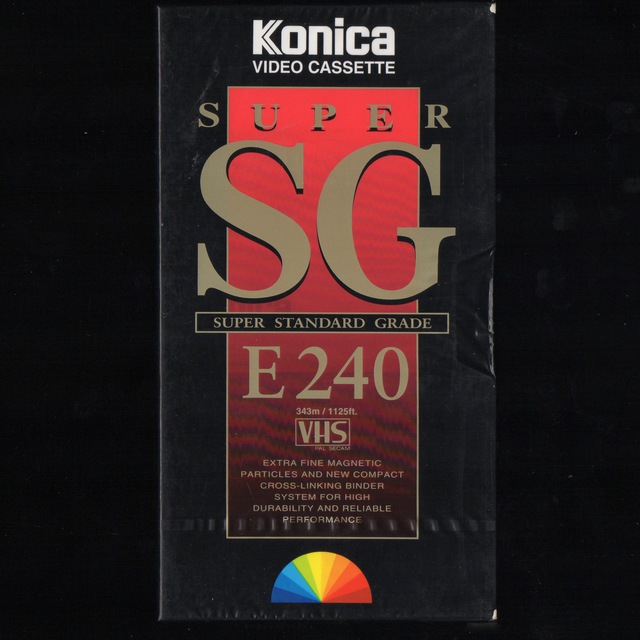 Konica
VIDEO CASSETTE
SUPER
SG
SUPER STANDARD GRADE
E 240
343m / 1125ft.
VHS
PAL SECAM
EXTRA FINE MAGNETIC
PARTICLES AND NEW COMPACT
CROSS-LINKING BINDER
SYSTEM FOR HIGH
DURABILITY AND RELIABLE
PERFORMANCE